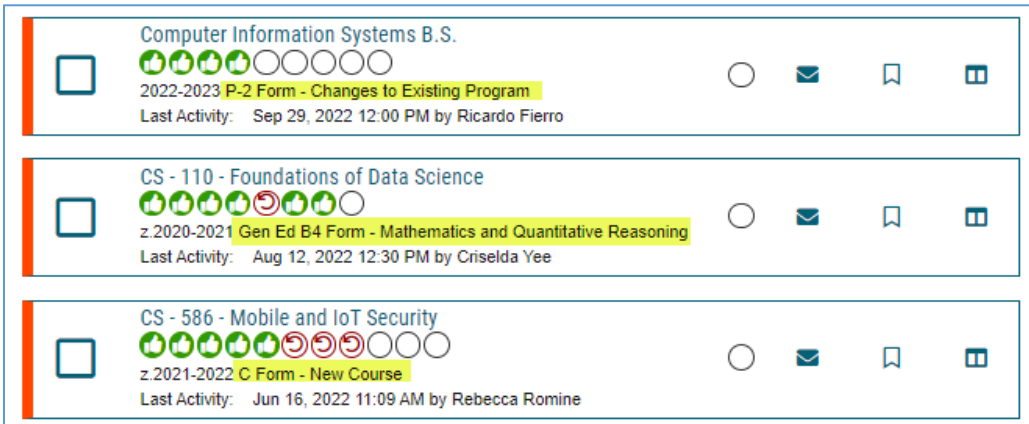 Computer Information Systems B.S.
2022-2023 P-2 Form - Changes to Existing Program
Last Activity: Sep 29, 2022 12:00 PM by Ricardo Fierro
CS - 110 - Foundations of Data Science
z.2020-2021 Gen Ed B4 Form - Mathematics and Quantitative Reasoning
Last Activity: Aug 12, 2022 12:30 PM by Criselda Yee
CS - 586 - Mobile and IoT Security
z.2021-2022 C Form - New Course
Last Activity: Jun 16, 2022 11:09 AM by Rebecca Romine